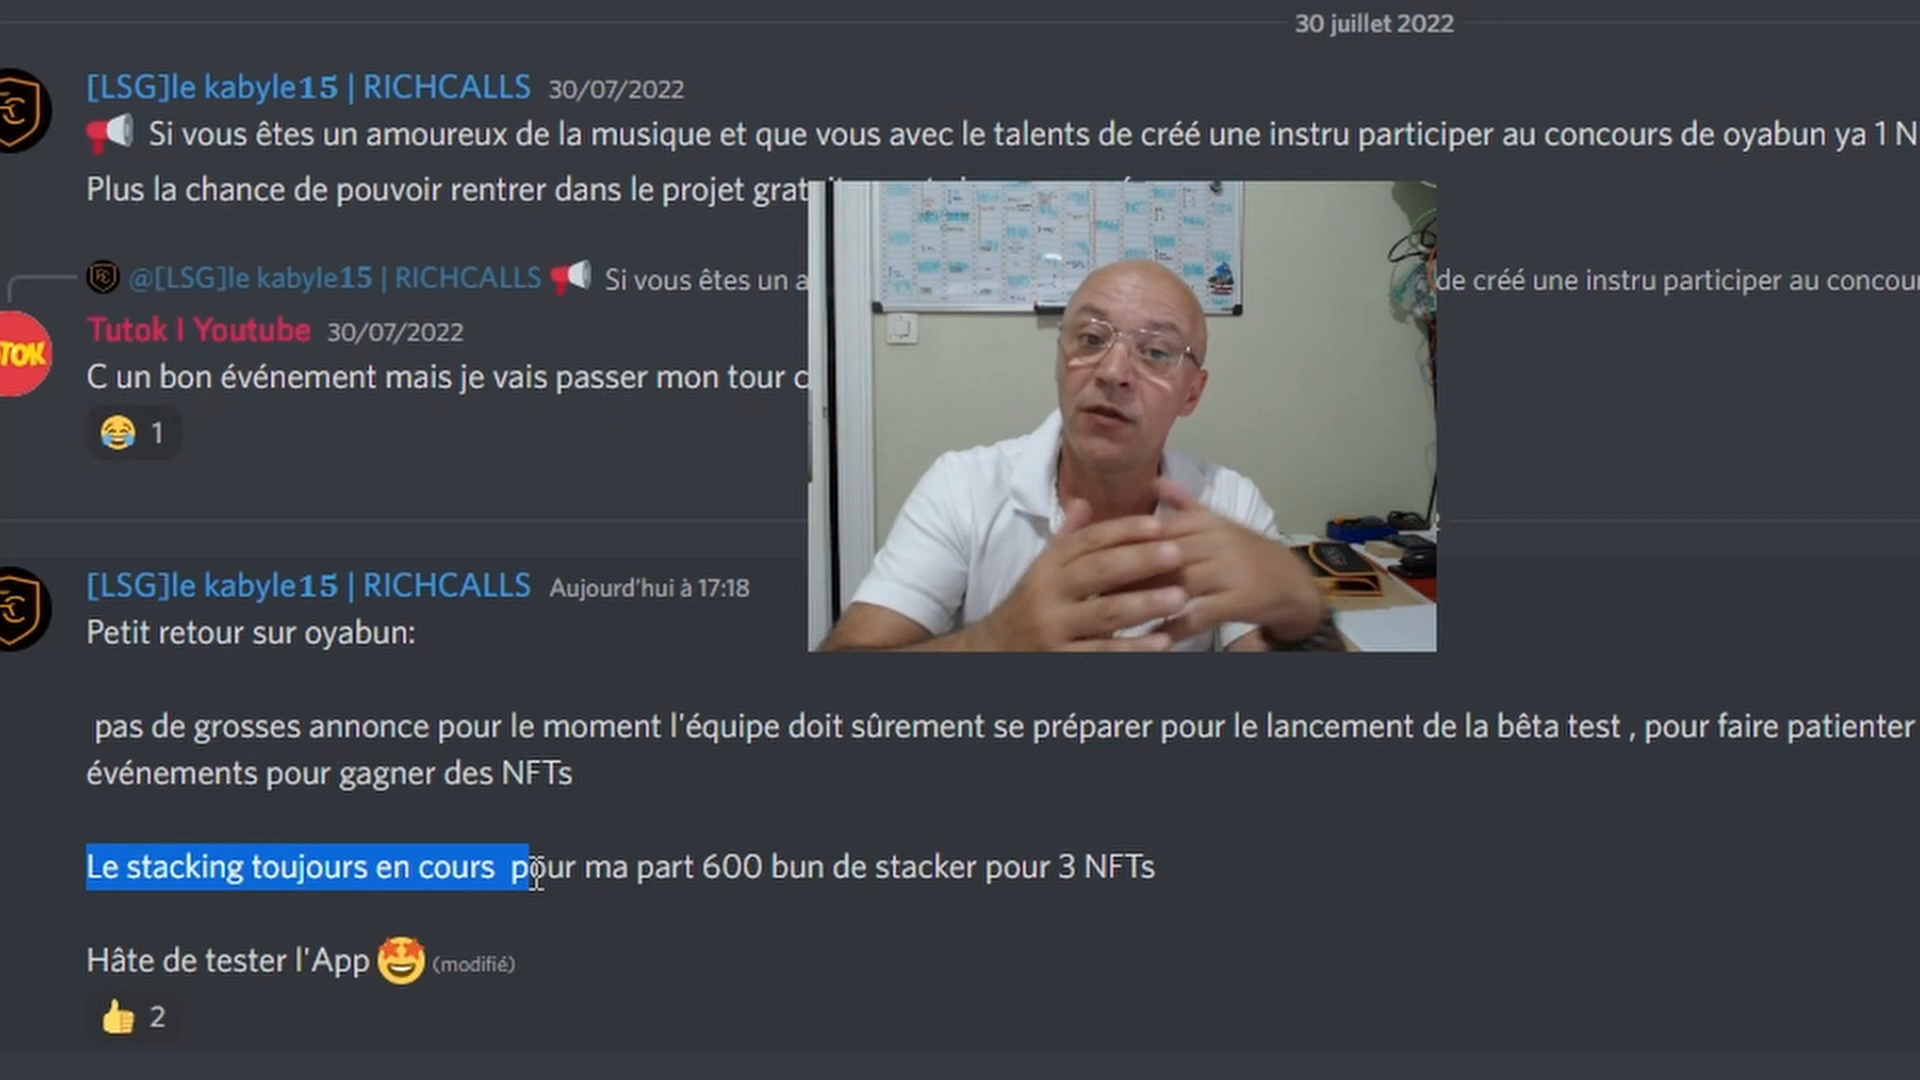 30 juillet 2022
[LSG]le kabyle15 | RICHCALLS 30/07/2022
Si vous êtes un amoureux de la musique et que vous avec le talents de créé une instru participer au concours de oyabun ya 1 N
Plus la chance de pouvoir rentrer dans le projet
@[LSG]le kabyle15 | RICHCALLS Si vous êtes un a de créé une instru participer au
TOK
Tutok I Youtube 30/07/2022
C un bon événement mais je vais passer mon tour
1
[LSG]le kabyle15 | RICHCALLS Aujourd'hui à 17:18
Petit retour sur oyabun:
pas de grosses annonce pour le moment l'équipe doit sûrement se préparer pour le lancement de la bêta test , pour faire patienter
événements pour gagner des NFTs
Le stacking toujours en cours pour ma part 600 bun de stacker pour 3 NFTs
Hâte de tester l'App (modifié)
2